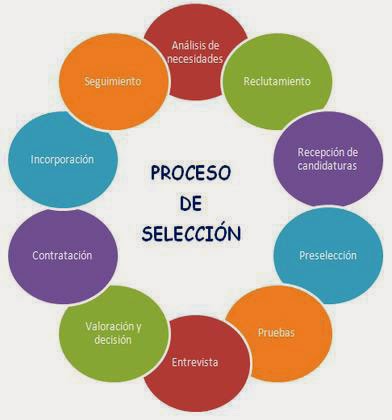 Análisis de
necesidades
Reclutamiento
Recepción de
candidaturas
Preselección
Pruebas
Entrevista
Valoración y
decisión
Contratación
Incorporación
Seguimiento
PROCESO
DE
SELECCIÓN